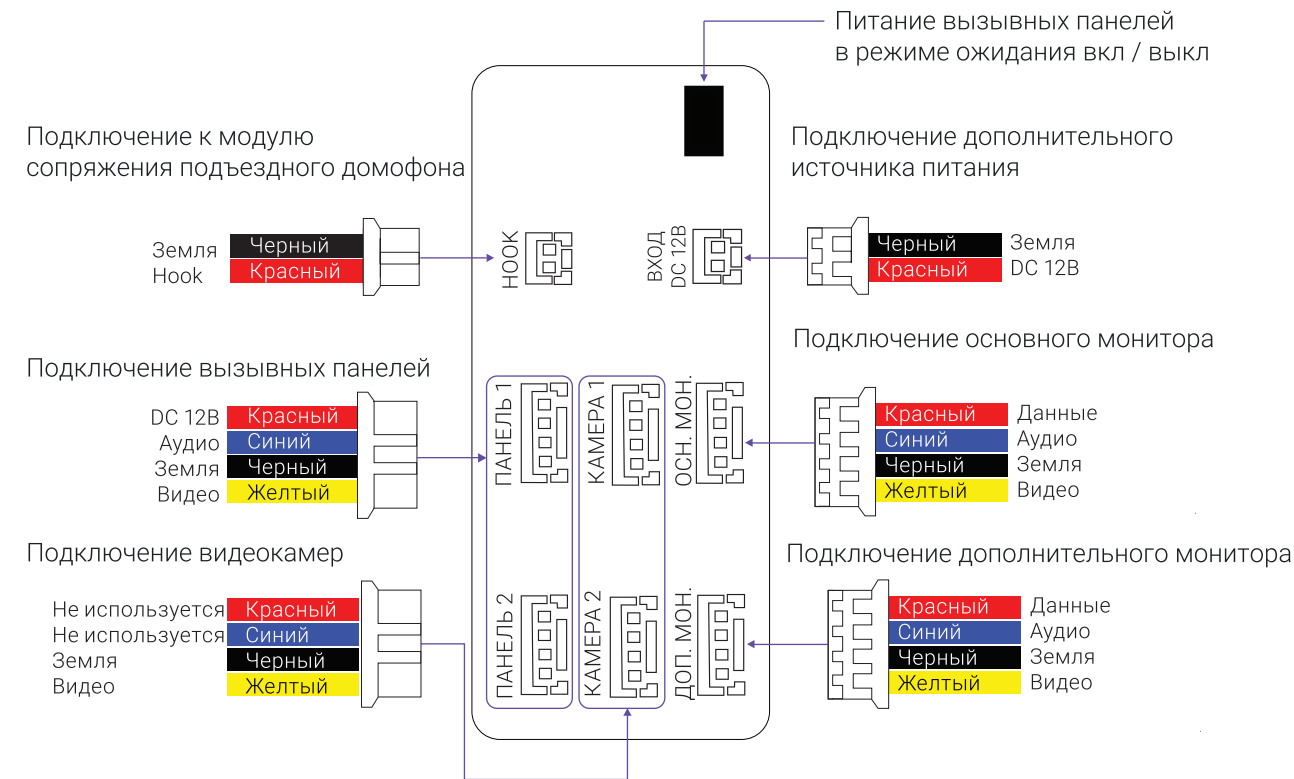 Питание вызывных панелей
в режиме ожидания вкл / выкл
Подключение к модулю
сопряжения подъездного домофона
Земля Черный
Hook Красный
HOOK
Подключение дополнительного
источника питания
ВХОД
DC 12В
Черный Земля
Красный DC 12В
Подключение вызывных панелей
DC 12В Красный
Аудио Синий
Земля Черный
Видео Желтый
ПАНЕЛЬ 1
КАМЕРА 1
ОСН. МОН.
Подключение основного монитора
Красный Данные
Синий Аудио
Черный Земля
Желтый Видео
Подключение видеокамер
Не используется Красный
Не используется Синий
Земля Черный
Видео Желтый
ПАНЕЛЬ 2
КАМЕРА 2
ДОП. МОН.
Подключение дополнительного монитора
Красный Данные
Синий Аудио
Черный Земля
Желтый Видео